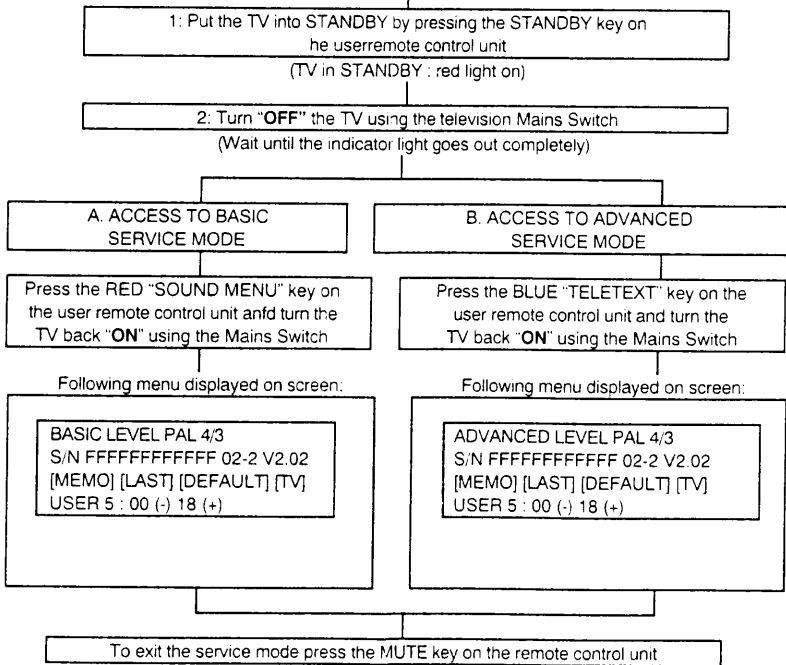 1: Put the TV into STANDBY by pressing the STANDBY key on
he userremote control unit
(TV in STANDBY : red light on)
2: Turn "OFF" the TV using the television Mains Switch
(Wait until the indicator light goes out completely)
A. ACCESS TO BASIC
SERVICE MODE
Press the RED "SOUND MENU" key on
the user remote control unit anfd turn the
TV back "ON" using the Mains Switch
Following menu displayed on screen:
BASIC LEVEL PAL 4/3
S/N FFFFFFFFFFFF 02-2 V2.02
[MEMO] [LAST] [DEFAULT] [TV]
USER 5 : 00 (-) 18 (+)
B. ACCESS TO ADVANCED
SERVICE MODE
Press the BLUE "TELETEXT" key on the
user remote control unit and turn the
TV back "ON" using the Mains Switch
Following menu displayed on screen:
ADVANCED LEVEL PAL 4/3
S/N FFFFFFFFFFFF 02-2 V2.02
[MEMO] [LAST] [DEFAULT] [TV]
USER 5 : 00 (-) 18 (+)
To exit the service mode press the MUTE key on the remote control unit